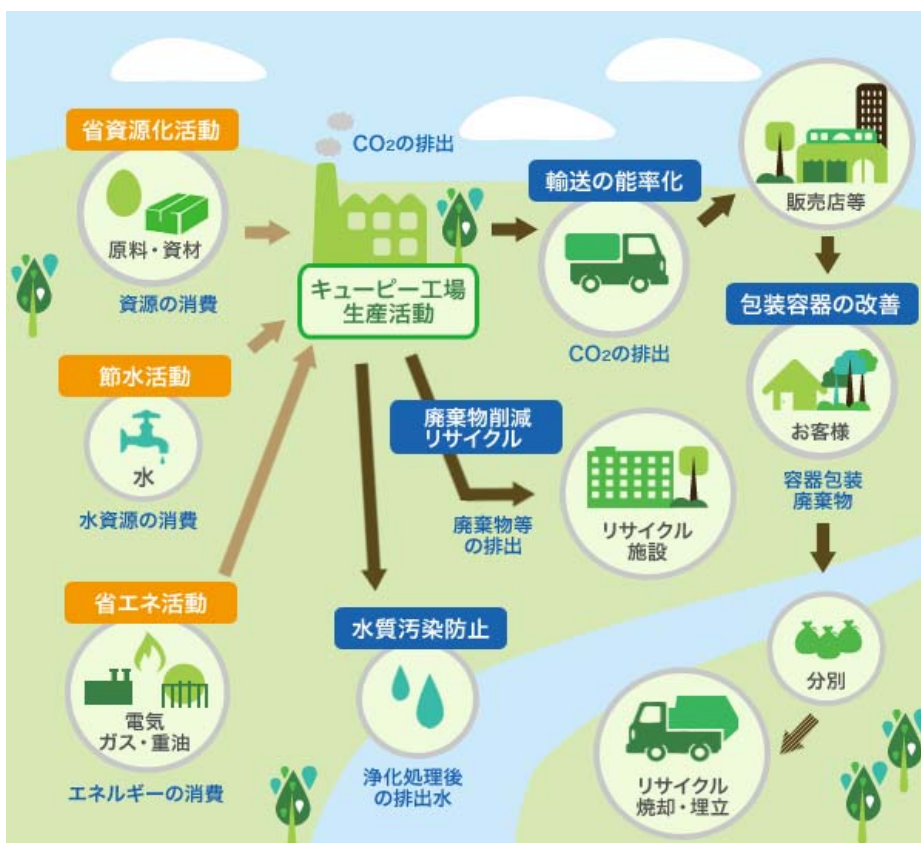 省資源化活動
原料・資材
資源の消費
節水活動
水
水資源の消費
省エネ活動
電気
ガス・重油
エネルギーの消費
CO2の排出
キューピー工場
生産活動
輸送の能率化
CO2の排出
販売店等
包装容器の改善
お客様
容器包装
廃棄物
分別
リサイクル
焼却・埋立
廃棄物削減
リサイクル
廃棄物等
の排出
リサイクル
施設
水質汚染防止
浄化処理後
の排出水